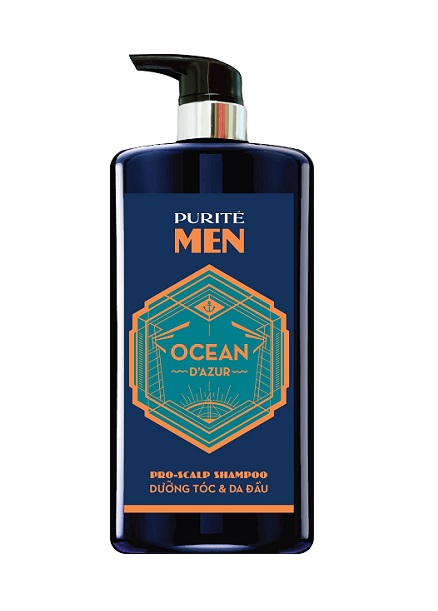 PURITÉ
MEN
OCEAN
D'AZUR
PRO-SCALP SHAMPOO
DƯỠNG TÓC & DA ĐẦU